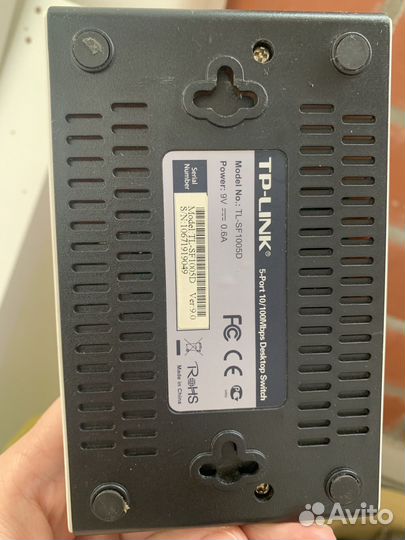 TP-LINK®
5-Port 10/100Mbps Desktop Switch
Model No.: TL-SF1005D
Power: 9V ⎓ 0.6A
FC CE
Serial
Number
Model TL-SF1005D Ver 9.0
S/N:10671919049
RoHS
Made in China
Avito